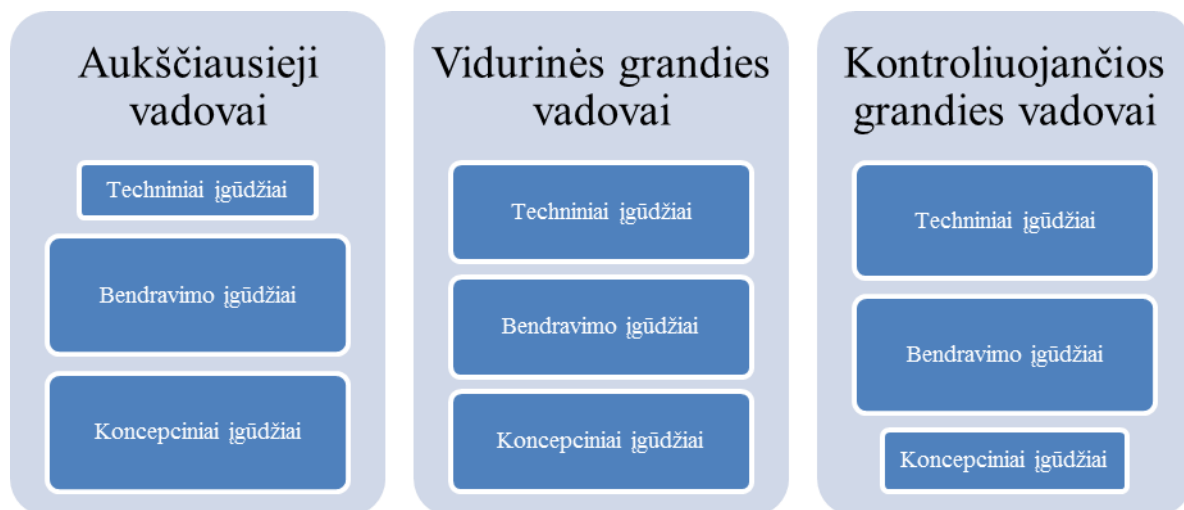 Aukščiausieji
vadovai
Techniniai įgūdžiai
Bendravimo įgūdžiai
Koncepciniai įgūdžiai
Vidurinės grandies
vadovai
Techniniai įgūdžiai
Bendravimo įgūdžiai
Koncepciniai įgūdžiai
Kontroliuojančios
grandies vadovai
Techniniai įgūdžiai
Bendravimo įgūdžiai
Koncepciniai įgūdžiai